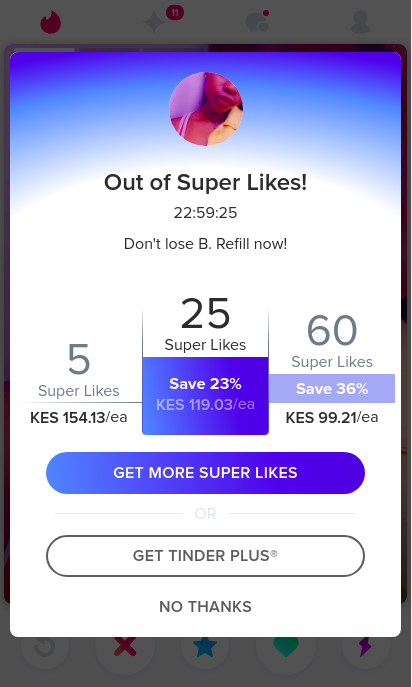 11
Out of Super Likes!
22:59:25
Don't lose B. Refill now!
5
Super Likes
KES 154.13/ea
25
Super Likes
Save 23%
KES 119.03/ea
60
Super Likes
Save 36%
KES 99.21/ea
GET MORE SUPER LIKES
OR
GET TINDER PLUS®
NO THANKS